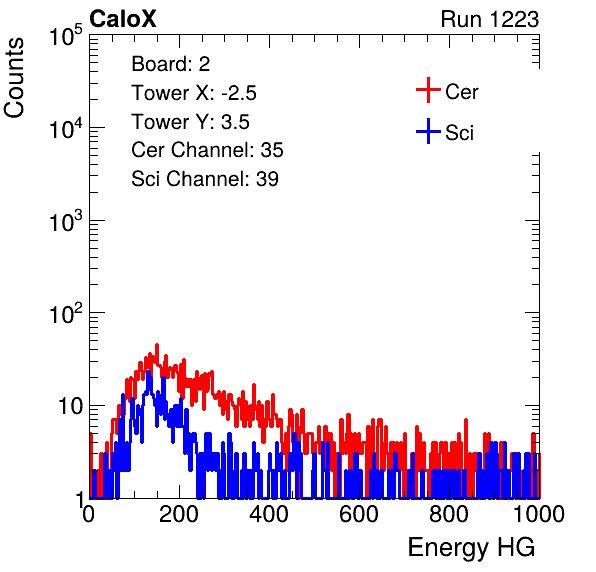 CaloX Run 1223
Counts
Board: 2
Tower X: -2.5
Tower Y: 3.5
Cer Channel: 35
Sci Channel: 39
Cer
Sci
10^5
10^4
10^3
10^2
10
1
0 200 400 600 800 1000
Energy HG